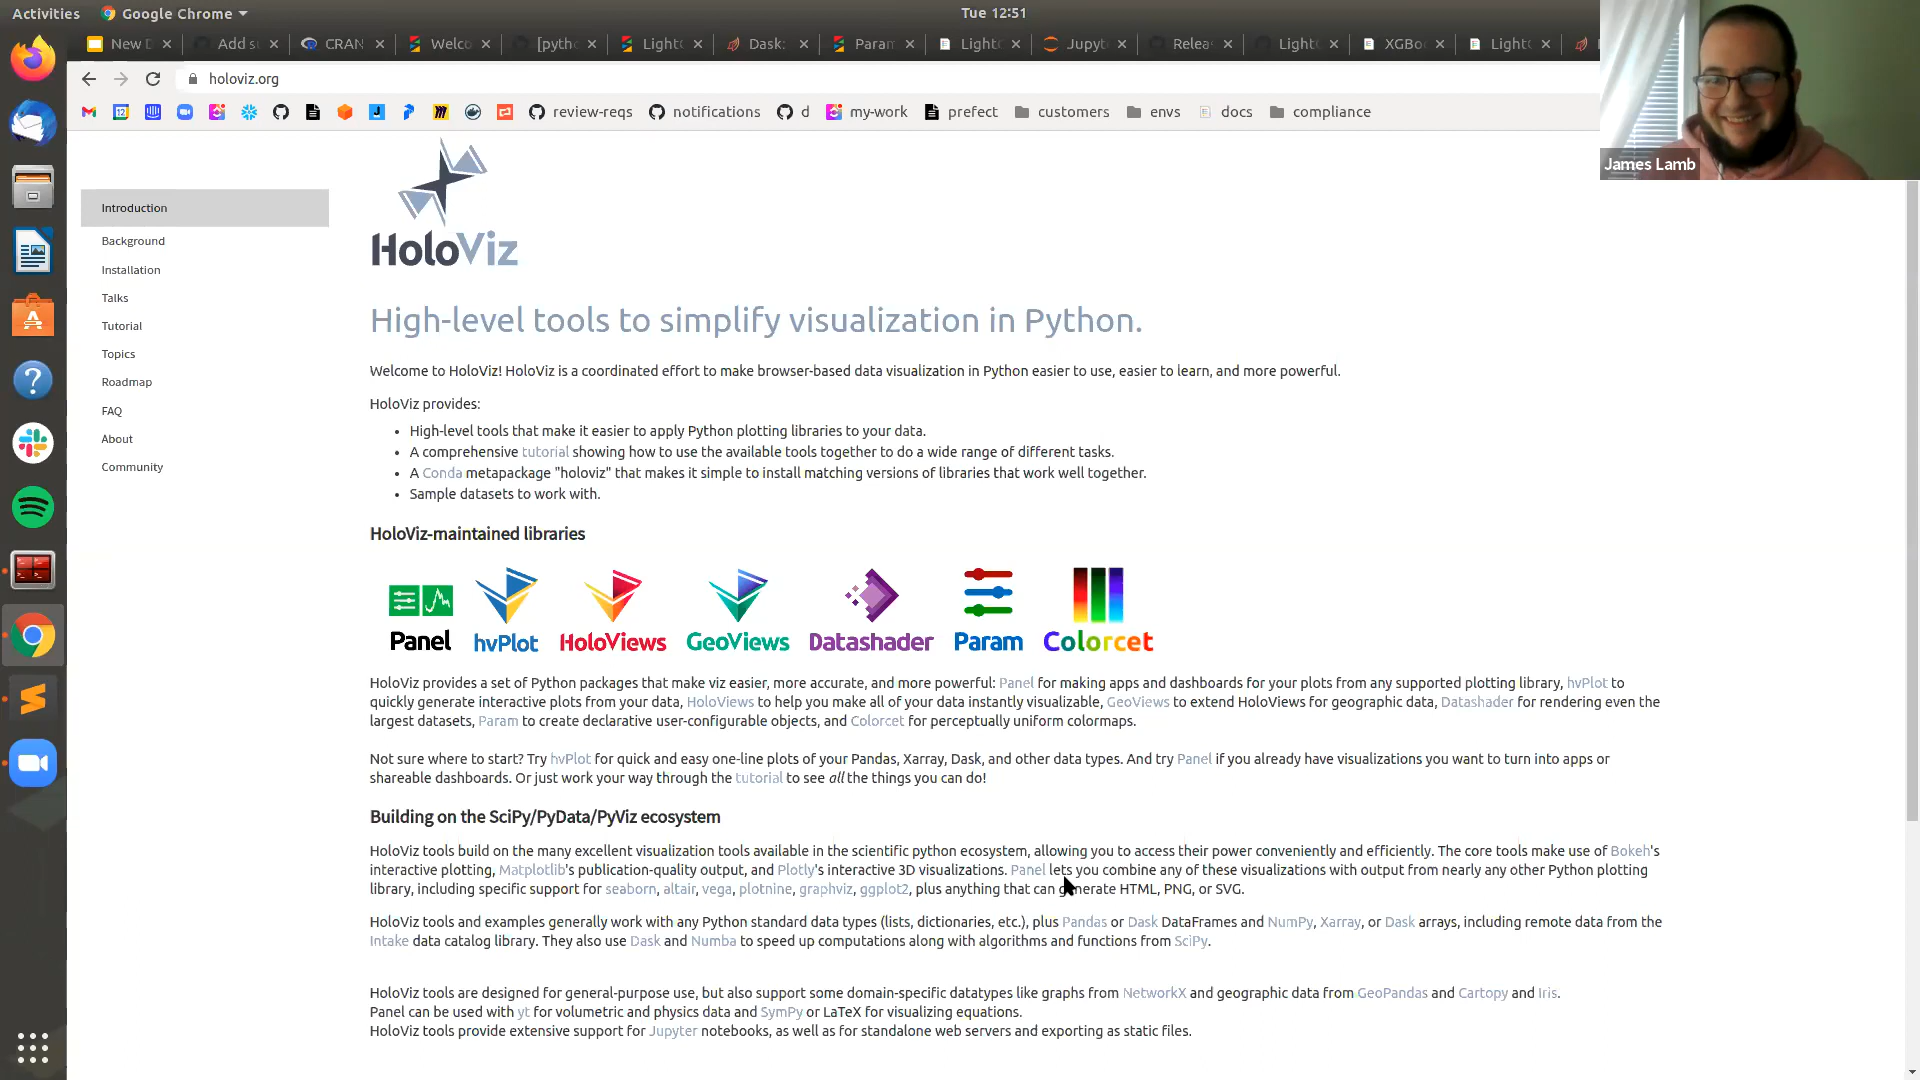 Activities Google Chrome Tue 12:51
New D Add su CRAN Welco [pytho LightG Dask: Param LightG Jupyt Relea Light XGBoo LightG
holoviz.org
review-reqs notifications d my-work prefect customers envs docs compliance
James Lamb
Introduction
Background
Installation
Talks
Tutorial
Topics
Roadmap
FAQ
About
Community
HoloViz
High-level tools to simplify visualization in Python.
Welcome to HoloViz! HoloViz is a coordinated effort to make browser-based data visualization in Python easier to use, easier to learn, and more powerful.
HoloViz provides:
• High-level tools that make it easier to apply Python plotting libraries to your data.
• A comprehensive tutorial showing how to use the available tools together to do a wide range of different tasks.
• A Conda metapackage "holoviz" that makes it simple to install matching versions of libraries that work well together.
• Sample datasets to work with.
HoloViz-maintained libraries
Panel hvPlot HoloViews GeoViews Datashader Param Colorcet
HoloViz provides a set of Python packages that make viz easier, more accurate, and more powerful: Panel for making apps and dashboards for your plots from any supported plotting library, hvPlot to
quickly generate interactive plots from your data, HoloViews to help you make all of your data instantly visualizable, GeoViews to extend HoloViews for geographic data, Datashader for rendering even the
largest datasets, Param to create declarative user-configurable objects, and Colorcet for perceptually uniform colormaps.
Not sure where to start? Try hvPlot for quick and easy one-line plots of your Pandas, Xarray, Dask, and other data types. And try Panel if you already have visualizations you want to turn into apps or
shareable dashboards. Or just work your way through the tutorial to see all the things you can do!
Building on the SciPy/PyData/PyViz ecosystem
HoloViz tools build on the many excellent visualization tools available in the scientific python ecosystem, allowing you to access their power conveniently and efficiently. The core tools make use of Bokeh's
interactive plotting, Matplotlib's publication-quality output, and Plotly's interactive 3D visualizations. Panel lets you combine any of these visualizations with output from nearly any other Python plotting
library, including specific support for seaborn, altair, vega, plotnine, graphviz, ggplot2, plus anything that can generate HTML, PNG, or SVG.
HoloViz tools and examples generally work with any Python standard data types (lists, dictionaries, etc.), plus Pandas or Dask DataFrames and NumPy, Xarray, or Dask arrays, including remote data from the
Intake data catalog library. They also use Dask and Numba to speed up computations along with algorithms and functions from SciPy.
HoloViz tools are designed for general-purpose use, but also support some domain-specific datatypes like graphs from NetworkX and geographic data from GeoPandas and Cartopy and Iris.
Panel can be used with yt for volumetric and physics data and SymPy or LaTeX for visualizing equations.
HoloViz tools provide extensive support for Jupyter notebooks, as well as for standalone web servers and exporting as static files.